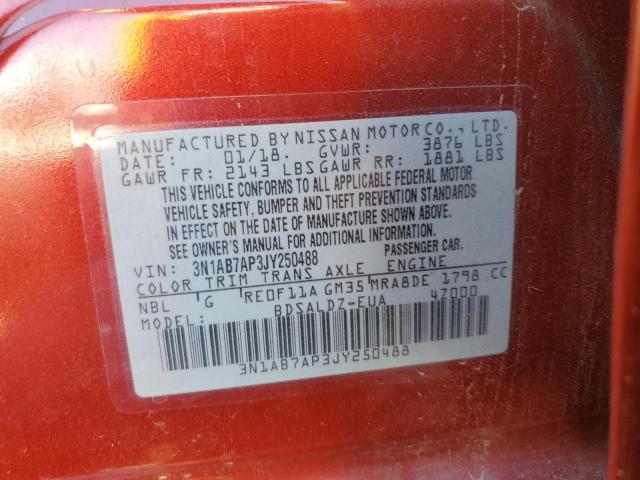 MANUFACTURED BY NISSAN MOTOR CO., LTD.
DATE: 01/18. GVWR: 3876 LBS
GAWR FR: 2143 LBS GAWR RR: 1881 LBS
THIS VEHICLE CONFORMS TO ALL APPLICABLE FEDERAL MOTOR
VEHICLE SAFETY, BUMPER AND THEFT PREVENTION STANDARDS
IN EFFECT ON THE DATE OF MANUFACTURE SHOWN ABOVE.
SEE OWNER'S MANUAL FOR ADDITIONAL INFORMATION.
VIN: 3N1AB7AP3JY250488 PASSENGER CAR.
COLOR TRIM TRANS AXLE ENGINE
NBL G RE0F11A GM35 MRA8DE 1798 CC
MODEL: BDSALDZ-EUA 4Z000
3N1AB7AP3JY250488